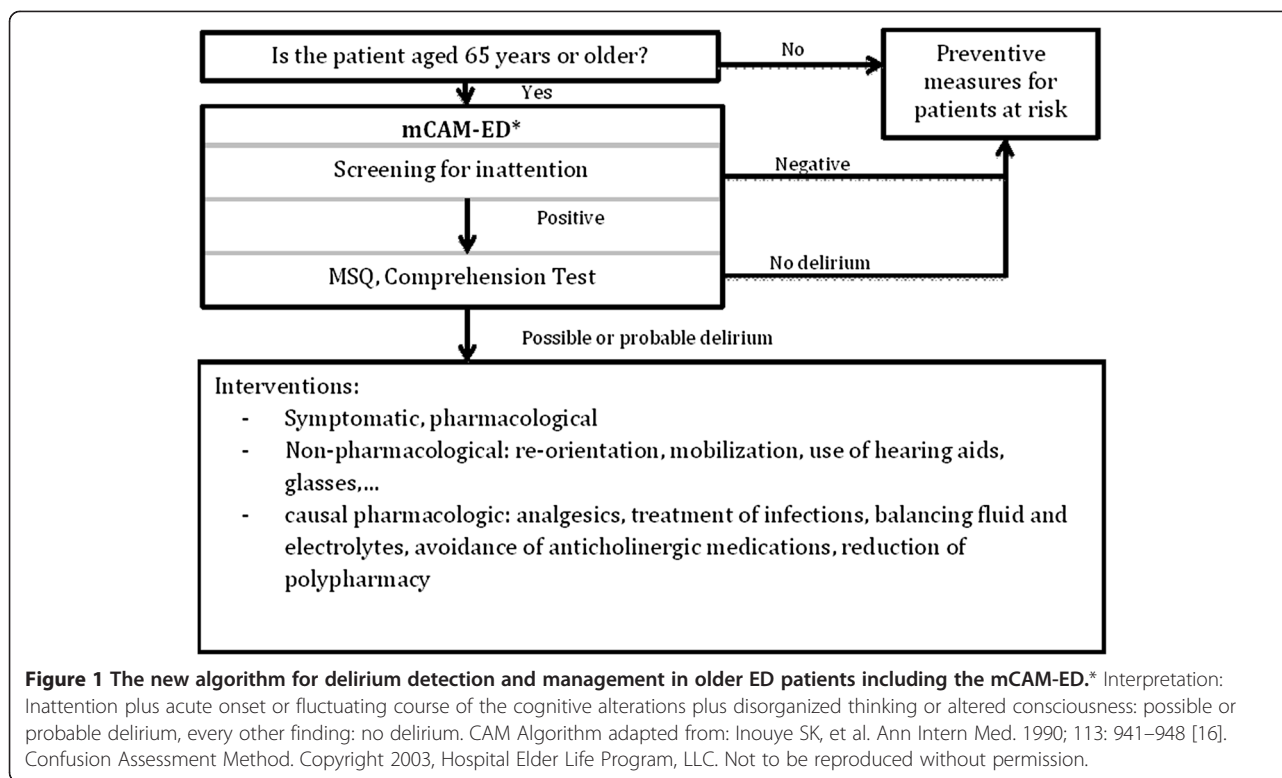 Is the patient aged 65 years or older?
No
Preventive
measures for
patients at risk
Yes
mCAM-ED*
Screening for inattention
Negative
Positive
MSQ, Comprehension Test
No delirium
Possible or probable delirium
Interventions:
- Symptomatic, pharmacological
- Non-pharmacological: re-orientation, mobilization, use of hearing aids,
glasses,...
- causal pharmacologic: analgesics, treatment of infections, balancing fluid and
electrolytes, avoidance of anticholinergic medications, reduction of
polypharmacy
Figure 1 The new algorithm for delirium detection and management in older ED patients including the mCAM-ED.* Interpretation:
Inattention plus acute onset or fluctuating course of the cognitive alterations plus disorganized thinking or altered consciousness: possible or
probable delirium, every other finding: no delirium. CAM Algorithm adapted from: Inouye SK, et al. Ann Intern Med. 1990; 113: 941–948 [16].
Confusion Assessment Method. Copyright 2003, Hospital Elder Life Program, LLC. Not to be reproduced without permission.